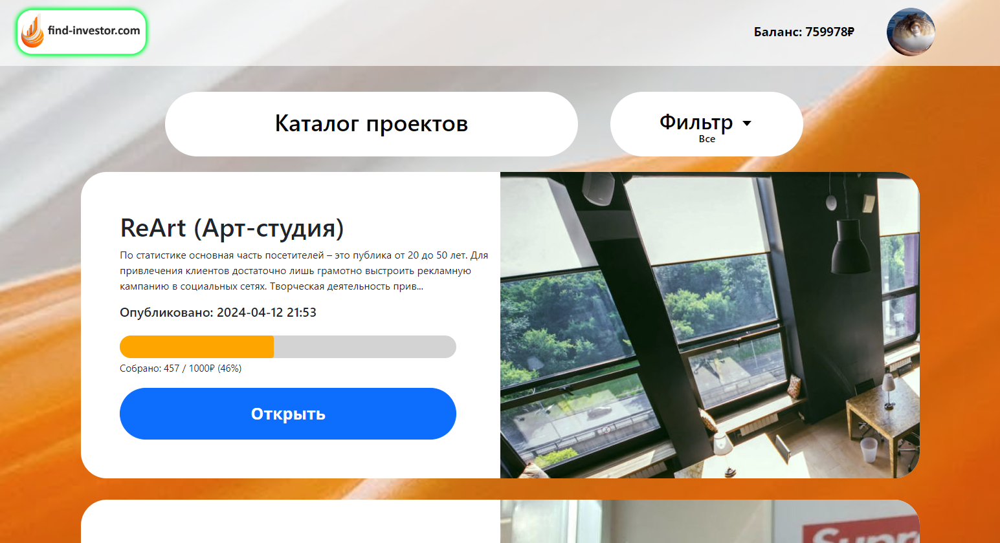 find-investor.com
Баланс: 759978₽
Каталог проектов
Фильтр
Все
ReArt (Арт-студия)
По статистике основная часть посетителей – это публика от 20 до 50 лет. Для
привлечения клиентов достаточно лишь грамотно выстроить рекламную
кампанию в социальных сетях. Творческая деятельность прив...
Опубликовано: 2024-04-12 21:53
Собрано: 457 / 1000₽ (46%)
Открыть